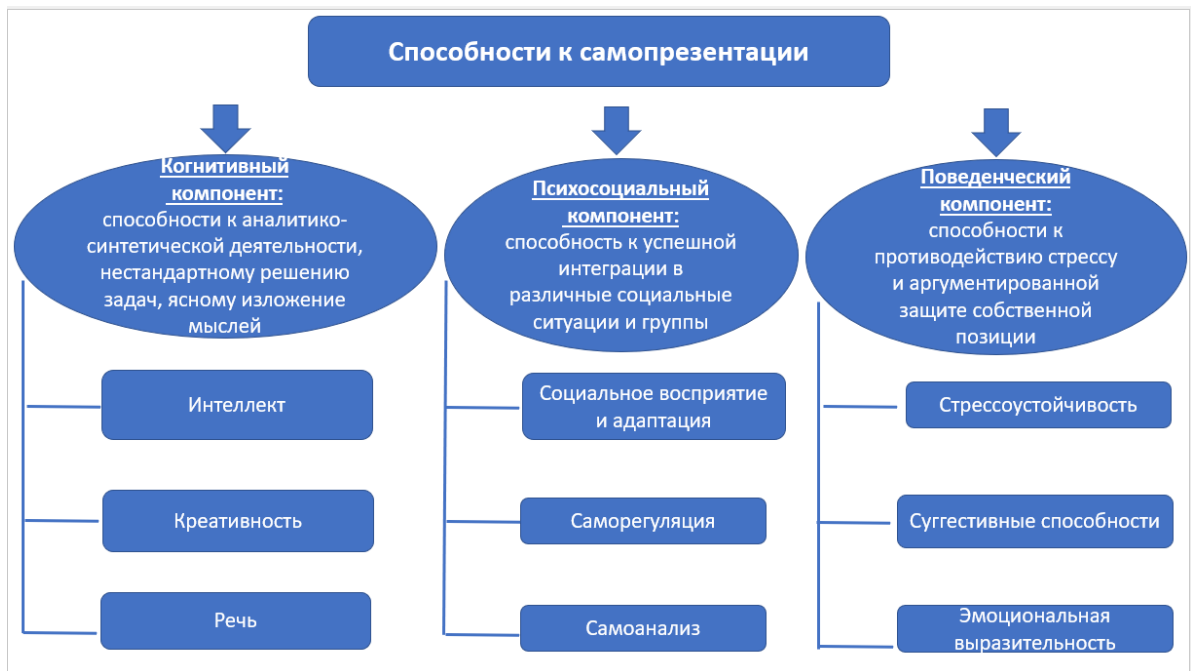 Способности к самопрезентации
Когнитивный
компонент:
способности к аналитико-
синтетической деятельности,
нестандартному решению
задач, ясному изложение
мыслей
Интеллект
Креативность
Речь
Психосоциальный
компонент:
способность к успешной
интеграции в
различные социальные
ситуации и группы
Социальное восприятие
и адаптация
Саморегуляция
Самоанализ
Поведенческий
компонент:
способности к
противодействию стрессу
и аргументированной
защите собственной
позиции
Стрессоустойчивость
Суггестивные способности
Эмоциональная
выразительность